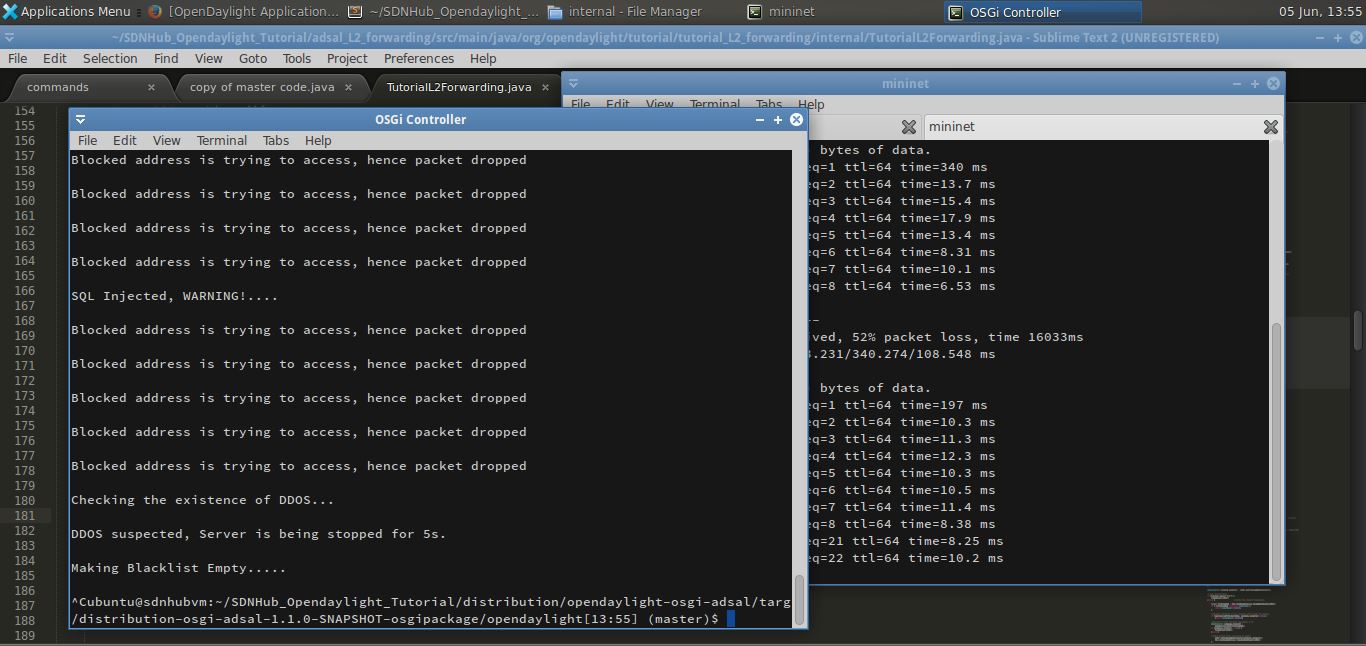 Applications Menu
[OpenDaylight Application...
~/SDNHub_Opendaylight_...
internal - File Manager
mininet
OSGi Controller
05 Jun, 13:55
~/SDNHub_Opendaylight_Tutorial/adsal_L2_forwarding/src/main/java/org/opendaylight/tutorial/tutorial_L2_forwarding/internal/TutorialL2Forwarding.java - Sublime Text 2 (UNREGISTERED)
File Edit Selection Find View Goto Tools Project Preferences Help
commands
copy of master code.java
TutorialL2Forwarding.java
154
155
156
157
158
159
160
161
162
163
164
165
166
167
168
169
170
171
172
173
174
175
176
177
178
179
180
181
182
183
184
185
186
187
188
189
OSGi Controller
File Edit View Terminal Tabs Help
Blocked address is trying to access, hence packet dropped
Blocked address is trying to access, hence packet dropped
Blocked address is trying to access, hence packet dropped
Blocked address is trying to access, hence packet dropped
SQL Injected, WARNING!....
Blocked address is trying to access, hence packet dropped
Blocked address is trying to access, hence packet dropped
Blocked address is trying to access, hence packet dropped
Blocked address is trying to access, hence packet dropped
Blocked address is trying to access, hence packet dropped
Checking the existence of DDOS...
DDOS suspected, Server is being stopped for 5s.
Making Blacklist Empty.....
^Cubuntu@sdnhubvm:~/SDNHub_Opendaylight_Tutorial/distribution/opendaylight-osgi-adsal/targ
/distribution-osgi-adsal-1.1.0-SNAPSHOT-osgipackage/opendaylight[13:55] (master)$
mininet
File Edit View Terminal Tabs Help
mininet
bytes of data.
eq=1 ttl=64 time=340 ms
eq=2 ttl=64 time=13.7 ms
eq=3 ttl=64 time=15.4 ms
eq=4 ttl=64 time=17.9 ms
eq=5 ttl=64 time=13.4 ms
eq=6 ttl=64 time=8.31 ms
eq=7 ttl=64 time=10.1 ms
eq=8 ttl=64 time=6.53 ms
--
ved, 52% packet loss, time 16033ms
.231/340.274/108.548 ms
bytes of data.
eq=1 ttl=64 time=197 ms
eq=2 ttl=64 time=10.3 ms
eq=3 ttl=64 time=11.3 ms
eq=4 ttl=64 time=12.3 ms
eq=5 ttl=64 time=10.3 ms
eq=6 ttl=64 time=10.5 ms
eq=7 ttl=64 time=11.4 ms
eq=8 ttl=64 time=8.38 ms
eq=21 ttl=64 time=8.25 ms
eq=22 ttl=64 time=10.2 ms